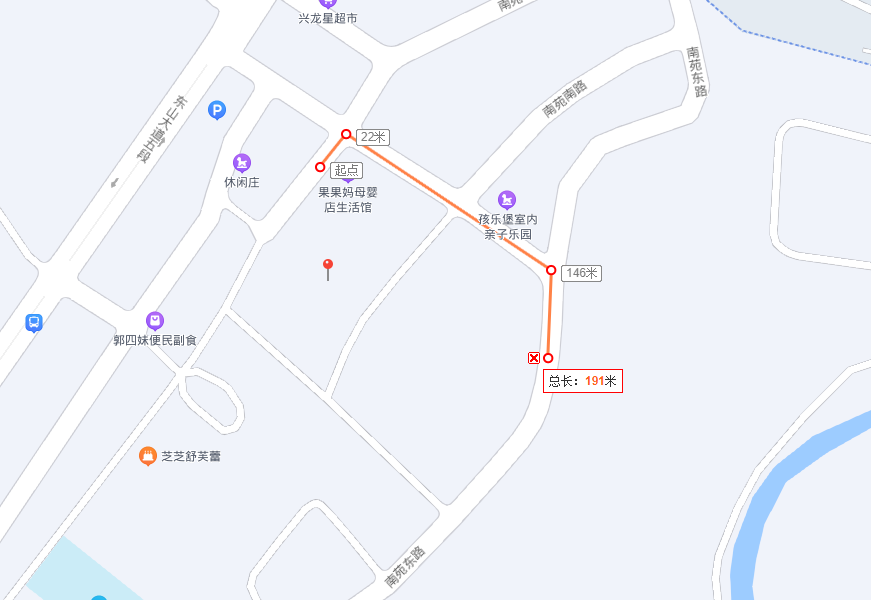 南苑
兴龙星超市
南苑东路
南苑南路
东山大道五段
P
22米
起点
休闲庄
果果妈母婴
店生活馆
孩乐堡室内
亲子乐园
146米
郭四妹便民副食
总长：191米
芝芝舒芙蕾
南苑东路